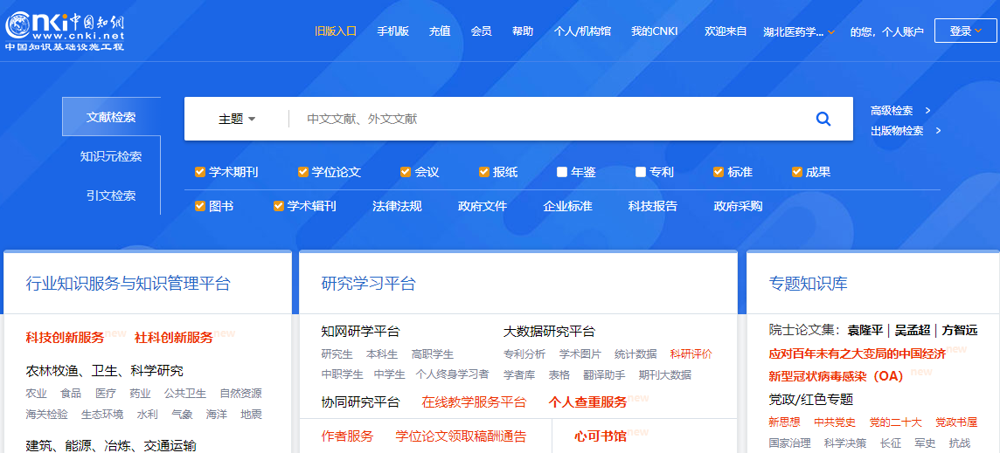 Cnki 中国知网
www.cnki.net
中国知识基础设施工程
旧版入口 手机版 充值 会员 帮助 个人/机构馆 我的CNKI 欢迎来自 湖北医药学... 的您，个人账户 登录
文献检索
知识元检索
引文检索
主题 中文文献、外文文献
高级检索 >
出版物检索 >
学术期刊 学位论文 会议 报纸 年鉴 专利 标准 成果
图书 学术辑刊 法律法规 政府文件 企业标准 科技报告 政府采购
行业知识服务与知识管理平台
科技创新服务new 社科创新服务new
农林牧渔、卫生、科学研究
农业 食品 医疗 药业 公共卫生 自然资源
海关检验 生态环境 水利 气象 海洋 地震
建筑、能源、冶炼、交通运输
研究学习平台
知网研学平台
研究生 本科生 高职学生
中职学生 中学生 个人终身学习者
大数据研究平台
专利分析 学术图片 统计数据 科研评价
学者库 表格 翻译助手 期刊大数据
协同研究平台 在线教学服务平台 个人查重服务new
作者服务 学位论文领取稿酬通告 心可书馆new
专题知识库
院士论文集：袁隆平 | 吴孟超 | 方智远
应对百年未有之大变局的中国经济new
新型冠状病毒感染（OA）new
党政/红色专题
新思想 中共党史 党的二十大 党政书屋
国家治理 科学决策 长征 军史 抗战